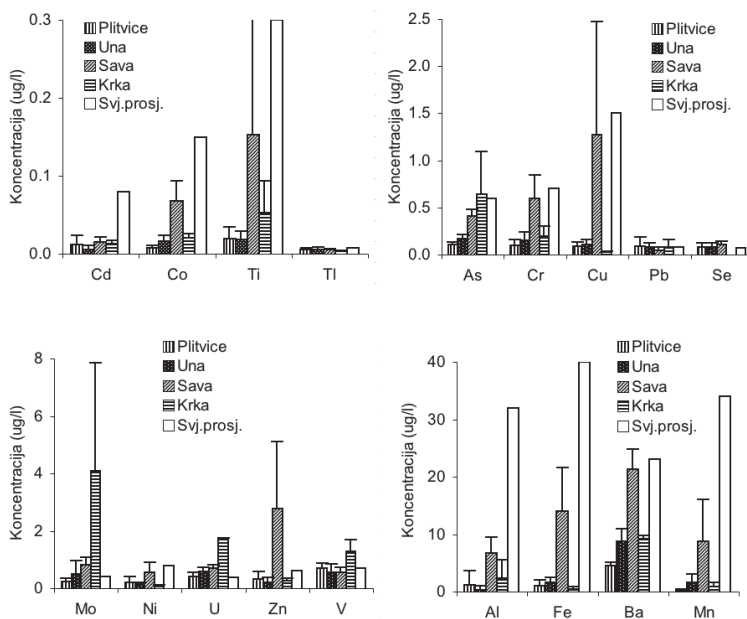 Koncentracija (ug/l)
0.3
0.2
0.1
0.0
Plitvice
Una
Sava
Krka
Svj.prosj.
Cd Co Ti Tl
Koncentracija (ug/l)
2.5
2.0
1.5
1.0
0.5
0.0
Plitvice
Una
Sava
Krka
Svj.prosj.
As Cr Cu Pb Se
Koncentracija (ug/l)
8
6
4
2
0
Plitvice
Una
Sava
Krka
Svj.prosj.
Mo Ni U Zn V
Koncentracija (ug/l)
40
30
20
10
0
Plitvice
Una
Sava
Krka
Svj.prosj.
Al Fe Ba Mn